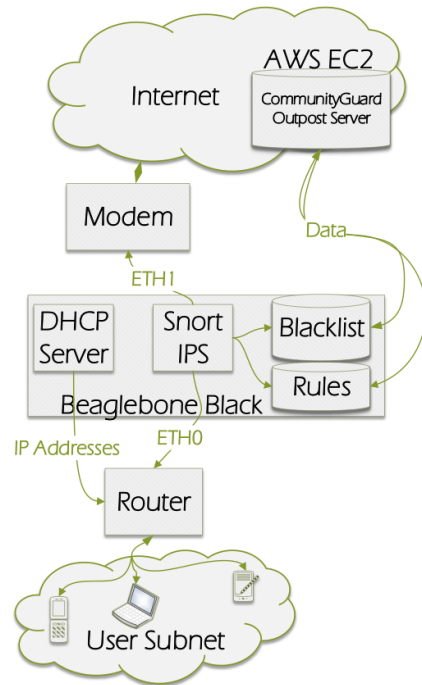 AWS EC2
Internet
CommunityGuard
Outpost Server
Modem
Data
ETH1
DHCP
Server
Snort
IPS
Blacklist
Rules
Beaglebone Black
ETH0
IP Addresses
Router
User Subnet